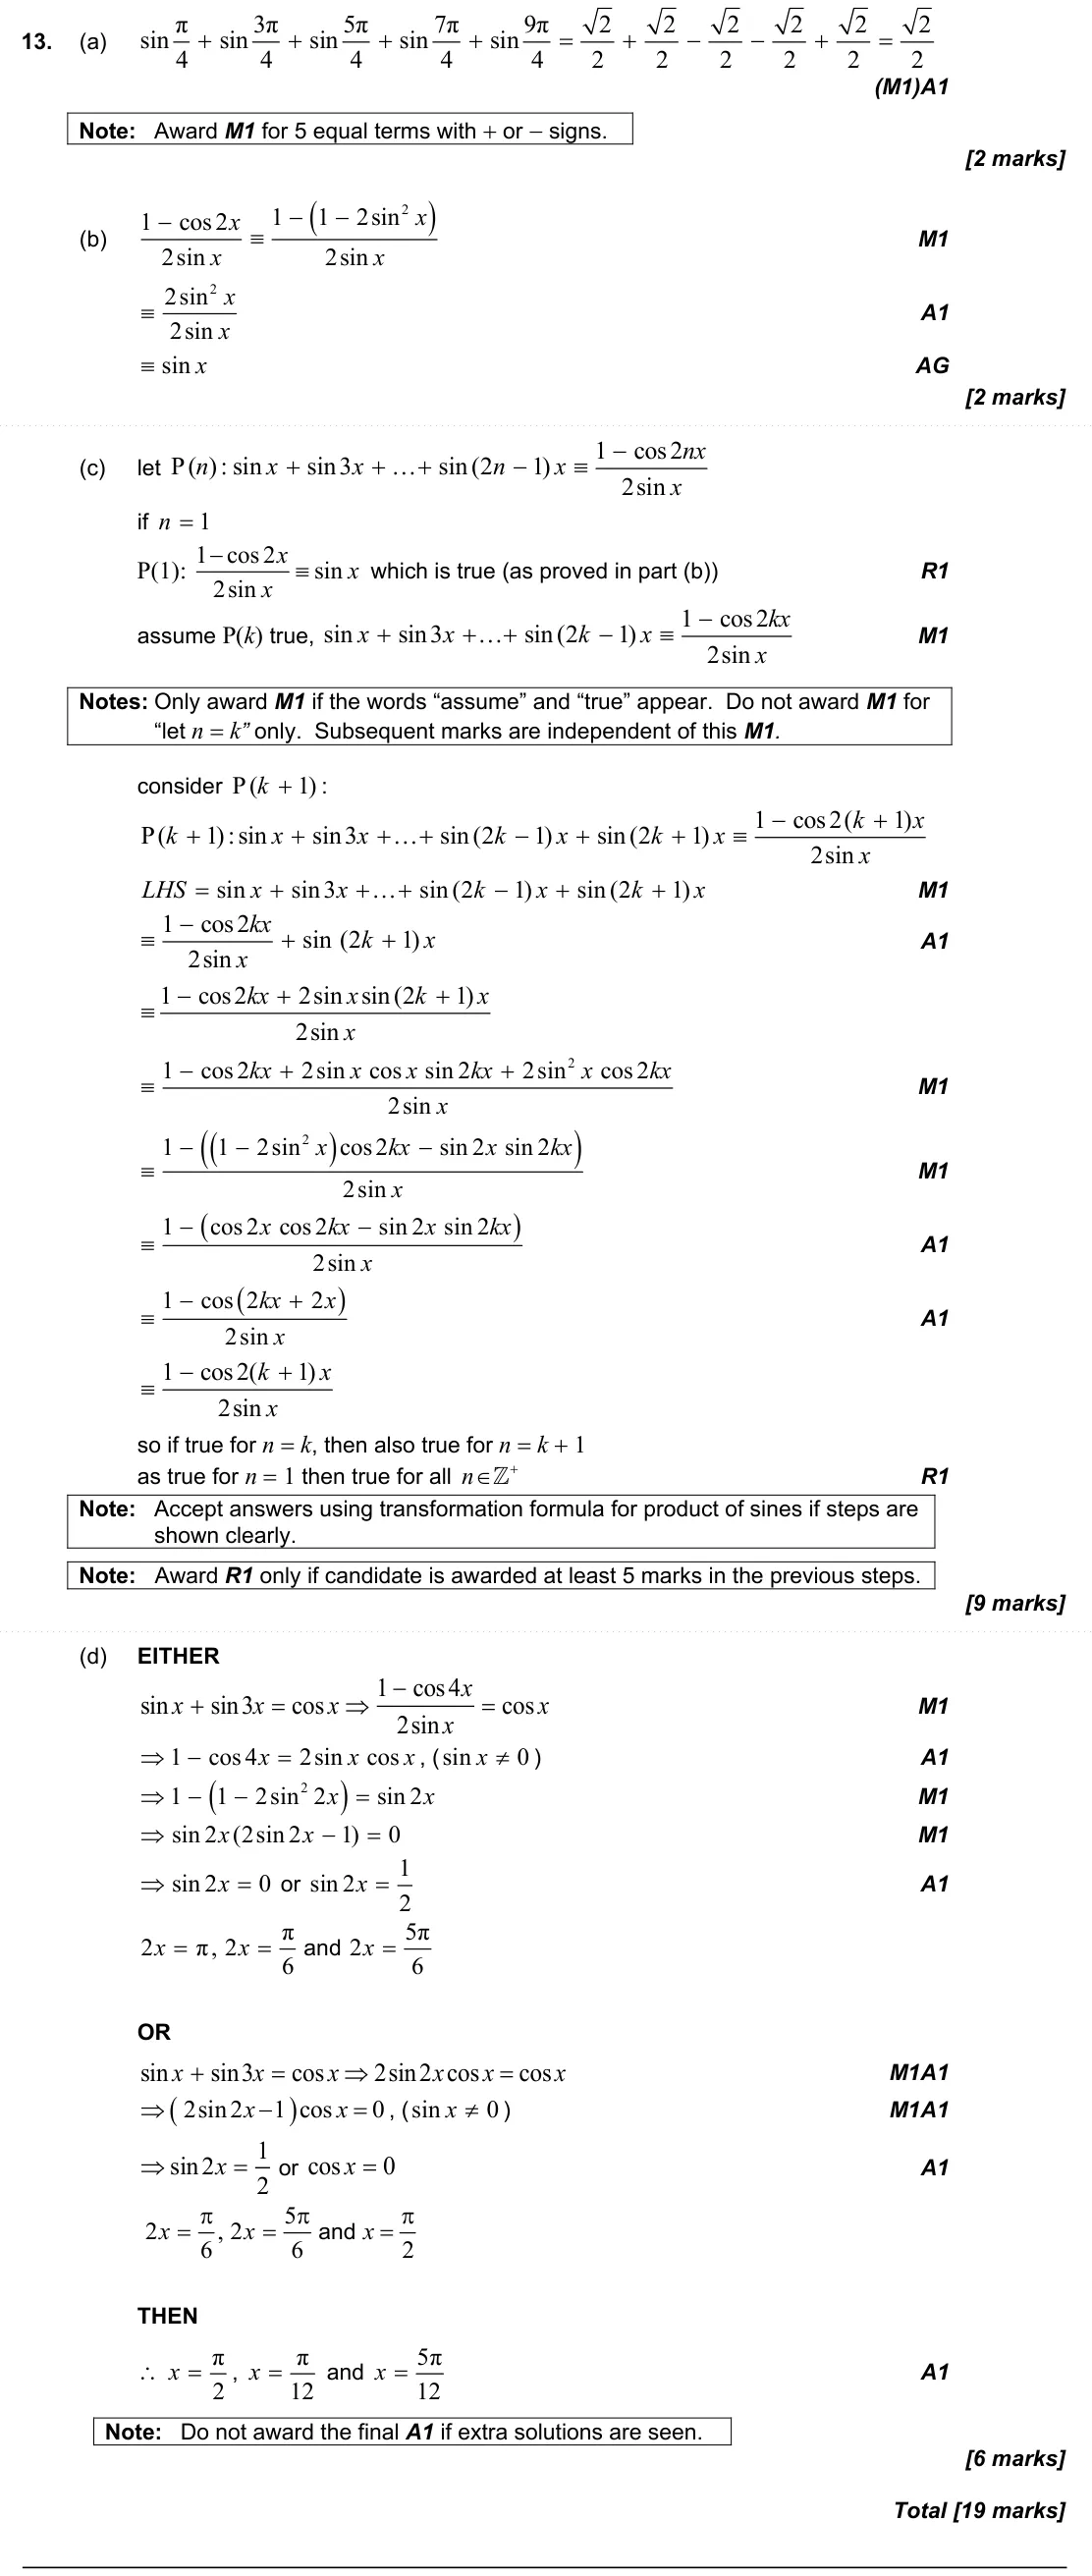 13. (a) sin π/4 + sin 3π/4 + sin 5π/4 + sin 7π/4 + sin 9π/4 = √2/2 + √2/2 − √2/2 − √2/2 + √2/2 = √2/2
(M1)A1
Note: Award M1 for 5 equal terms with + or − signs.
[2 marks]
(b) (1 − cos 2x)/(2 sin x) ≡ (1 − (1 − 2 sin² x))/(2 sin x) M1
≡ (2 sin² x)/(2 sin x) A1
≡ sin x AG
[2 marks]
(c) let P(n): sin x + sin 3x + … + sin (2n − 1) x ≡ (1 − cos 2nx)/(2 sin x)
if n = 1
P(1): (1 − cos 2x)/(2 sin x) ≡ sin x which is true (as proved in part (b)) R1
assume P(k) true, sin x + sin 3x + … + sin (2k − 1) x ≡ (1 − cos 2kx)/(2 sin x) M1
Notes: Only award M1 if the words “assume” and “true” appear. Do not award M1 for
“let n = k” only. Subsequent marks are independent of this M1.
consider P(k + 1):
P(k + 1): sin x + sin 3x + … + sin (2k − 1) x + sin (2k + 1) x ≡ (1 − cos 2(k + 1)x)/(2 sin x)
LHS = sin x + sin 3x + … + sin (2k − 1) x + sin (2k + 1) x M1
≡ (1 − cos 2kx)/(2 sin x) + sin (2k + 1) x A1
≡ (1 − cos 2kx + 2 sin x sin (2k + 1) x)/(2 sin x)
≡ (1 − cos 2kx + 2 sin x cos x sin 2kx + 2 sin² x cos 2kx)/(2 sin x) M1
≡ (1 − ((1 − 2 sin² x) cos 2kx − sin 2x sin 2kx))/(2 sin x) M1
≡ (1 − (cos 2x cos 2kx − sin 2x sin 2kx))/(2 sin x) A1
≡ (1 − cos (2kx + 2x))/(2 sin x) A1
≡ (1 − cos 2(k + 1) x)/(2 sin x)
so if true for n = k, then also true for n = k + 1
as true for n = 1 then true for all n ∈ ℤ⁺ R1
Note: Accept answers using transformation formula for product of sines if steps are
shown clearly.
Note: Award R1 only if candidate is awarded at least 5 marks in the previous steps.
[9 marks]
(d) EITHER
sin x + sin 3x = cos x ⇒ (1 − cos 4x)/(2 sin x) = cos x M1
⇒ 1 − cos 4x = 2 sin x cos x, (sin x ≠ 0) A1
⇒ 1 − (1 − 2 sin² 2x) = sin 2x M1
⇒ sin 2x (2 sin 2x − 1) = 0 M1
⇒ sin 2x = 0 or sin 2x = 1/2 A1
2x = π, 2x = π/6 and 2x = 5π/6
OR
sin x + sin 3x = cos x ⇒ 2 sin 2x cos x = cos x M1A1
⇒ (2 sin 2x − 1) cos x = 0, (sin x ≠ 0) M1A1
⇒ sin 2x = 1/2 or cos x = 0 A1
2x = π/6, 2x = 5π/6 and x = π/2
THEN
∴ x = π/2, x = π/12 and x = 5π/12 A1
Note: Do not award the final A1 if extra solutions are seen.
[6 marks]
Total [19 marks]